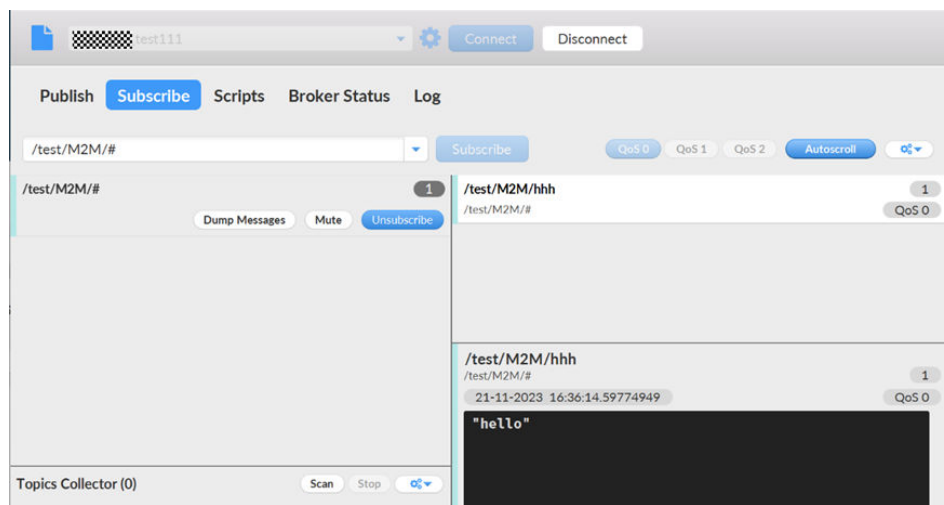 test111 Connect Disconnect
Publish Subscribe Scripts Broker Status Log
/test/M2M/# Subscribe QoS 0 QoS 1 QoS 2 Autoscroll
/test/M2M/# 1
Dump Messages Mute Unsubscribe
/test/M2M/hhh 1
/test/M2M/# QoS 0
/test/M2M/hhh
/test/M2M/# 1
21-11-2023 16:36:14.59774949 QoS 0
"hello"
Topics Collector (0) Scan Stop